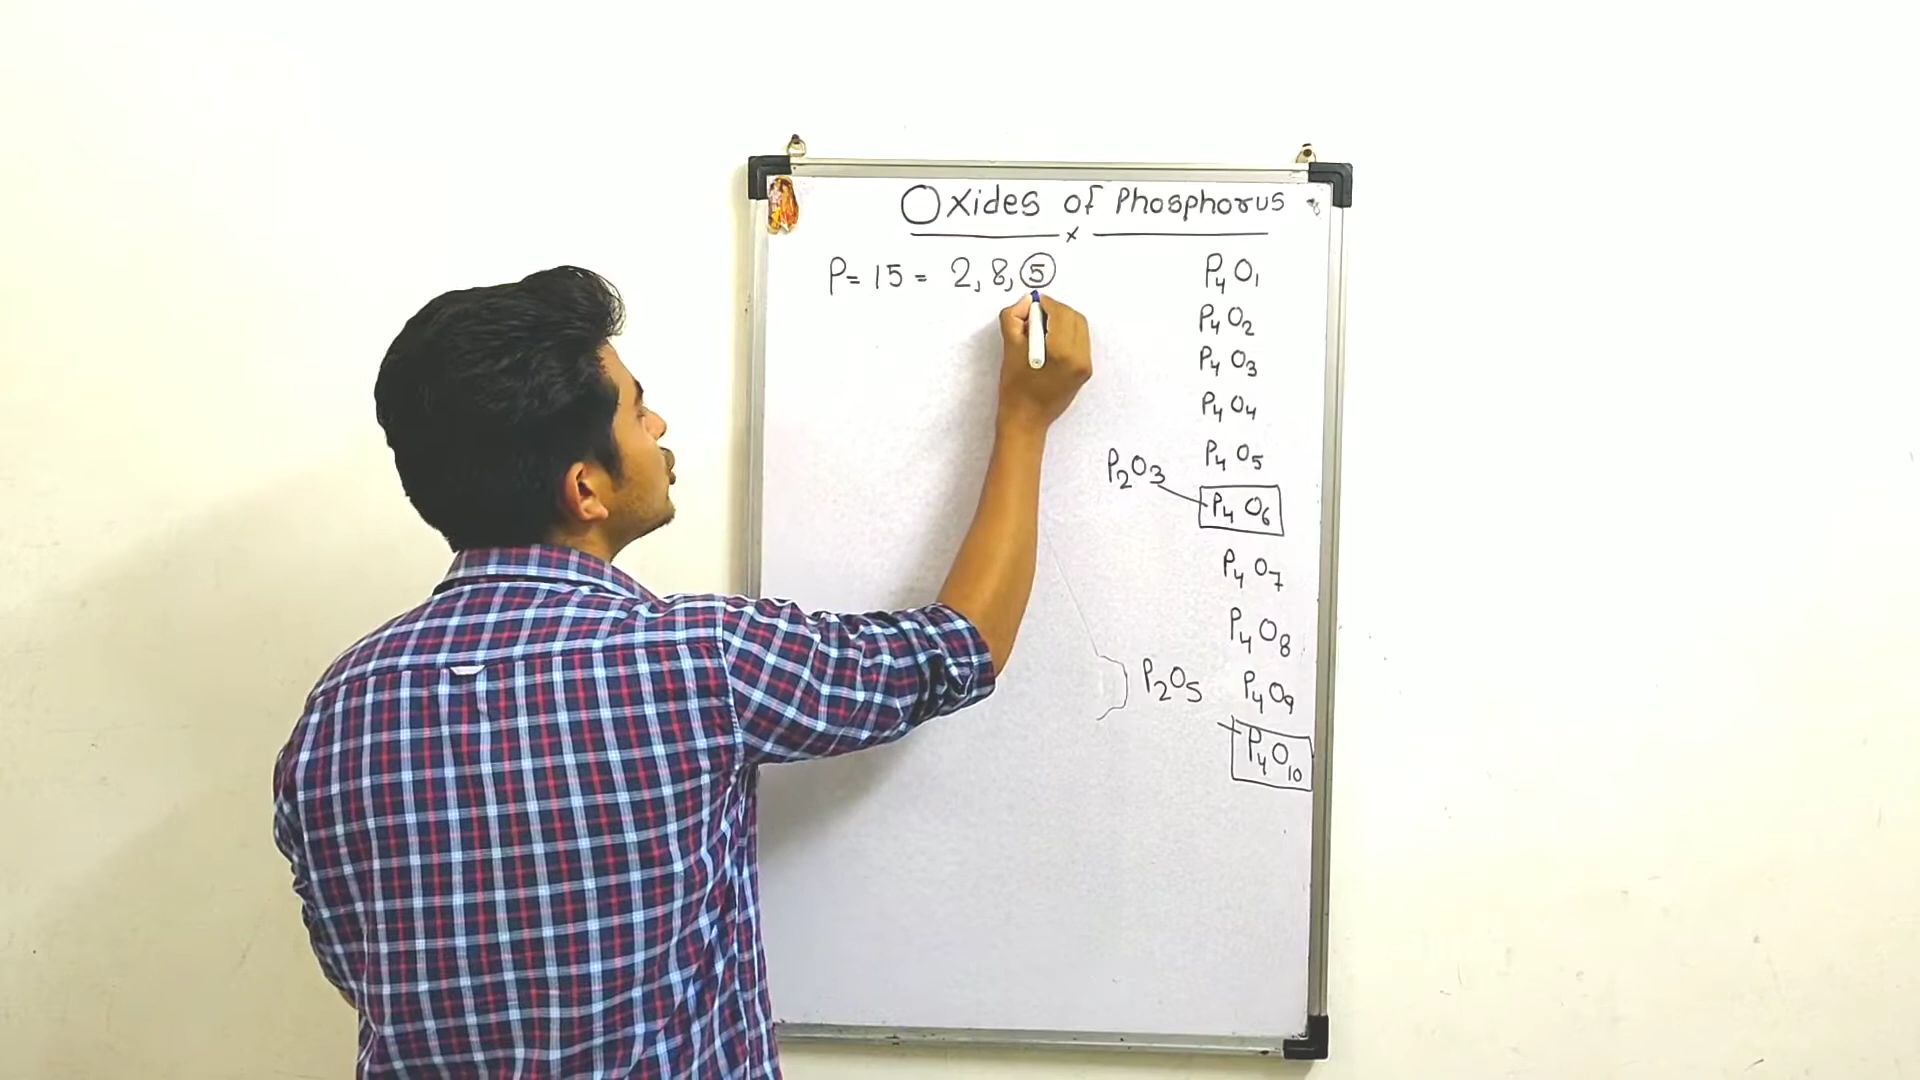 Oxides of Phosphorus
x
P= 15 = 2, 8, 5
P₄O₁
P₄O₂
P₄O₃
P₄O₄
P₄O₅
P₂O₃
P₄O₆
P₄O₇
P₄O₈
P₂O₅
P₄O₉
P₄O₁₀